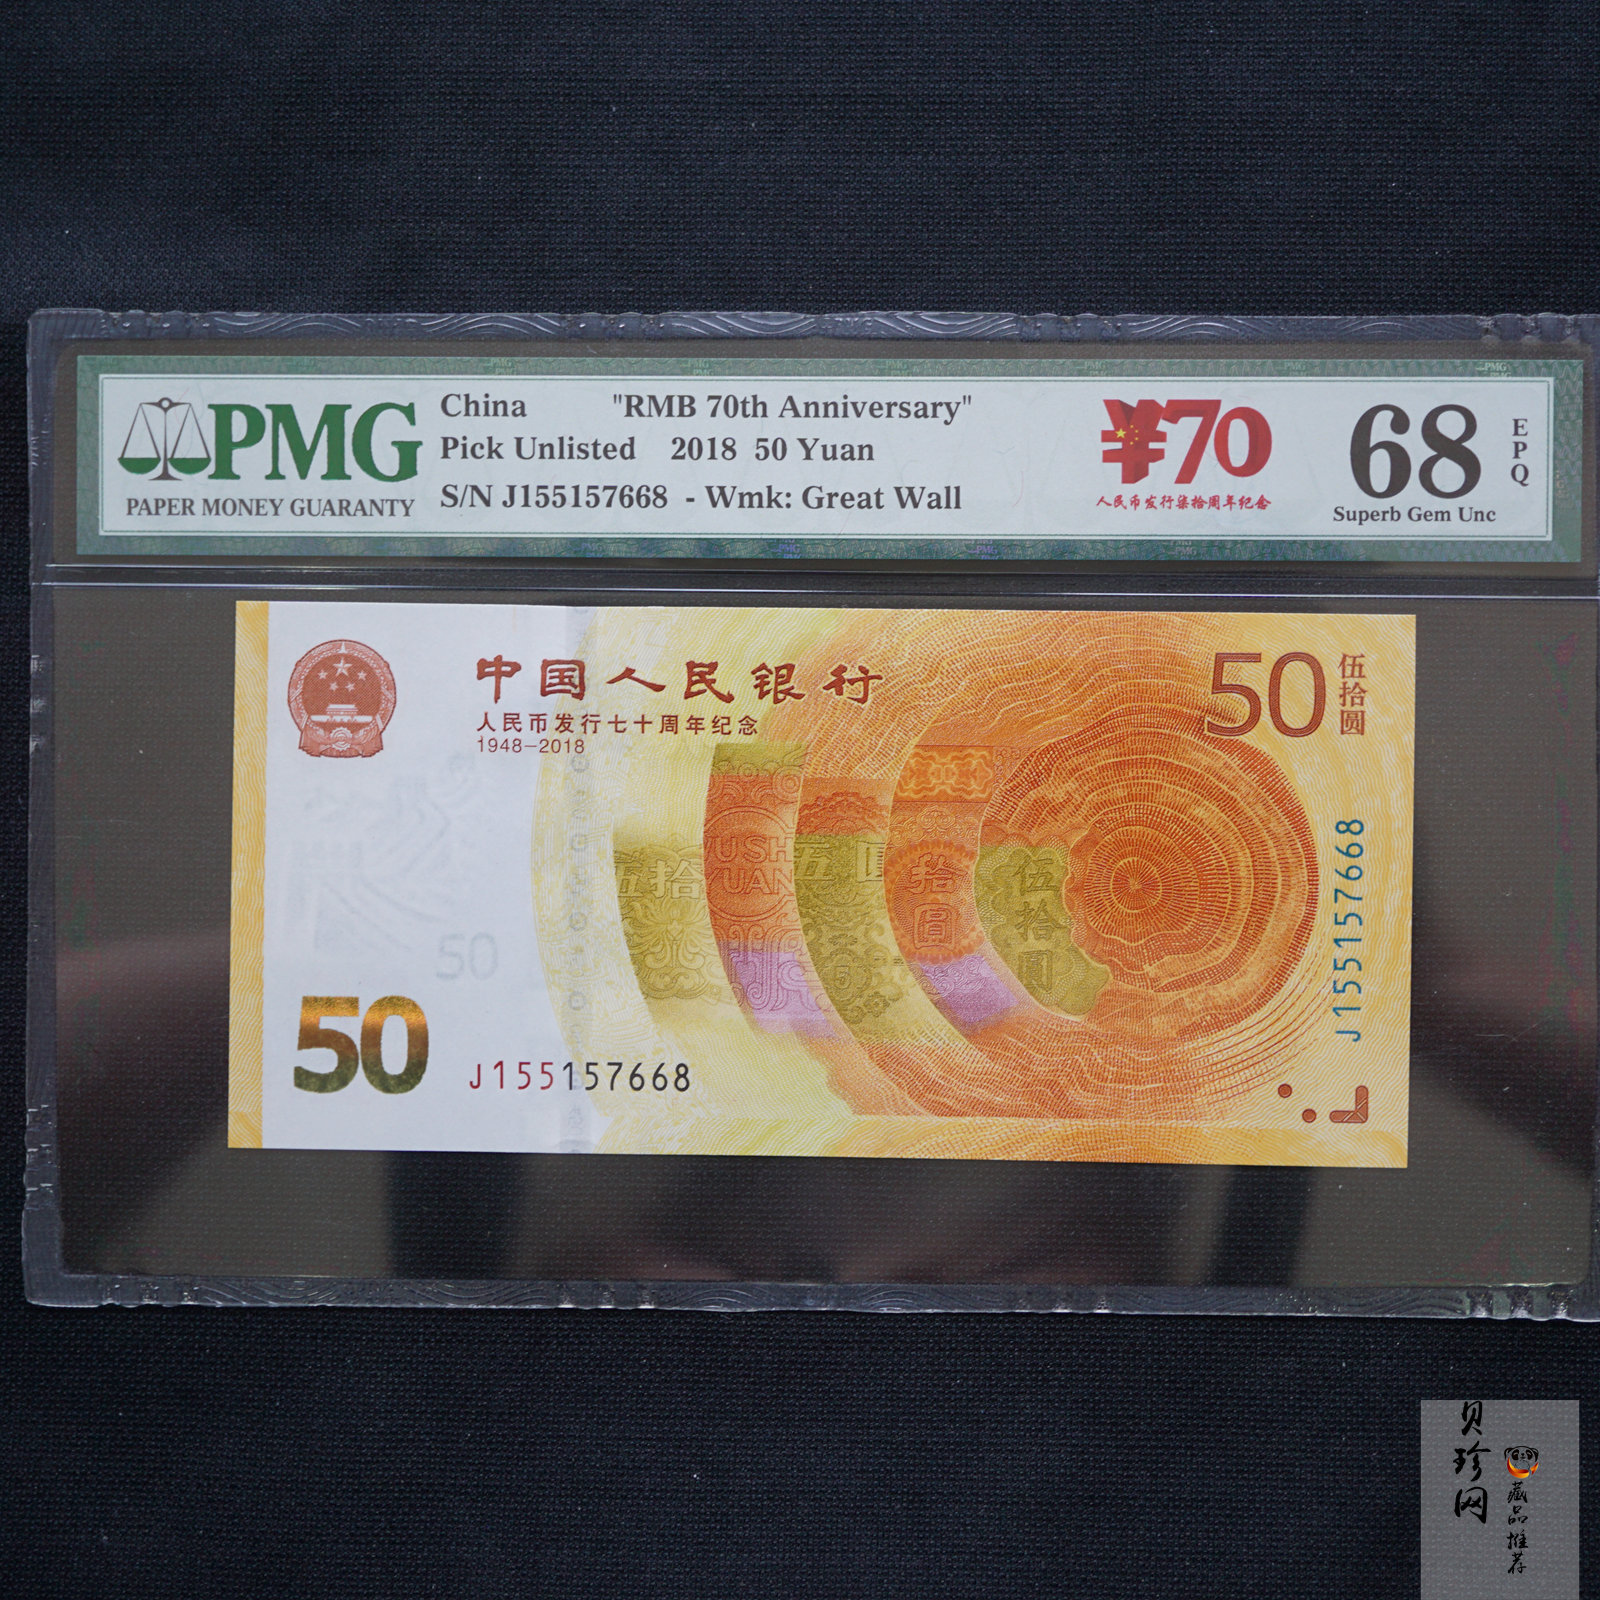 PMG
PAPER MONEY GUARANTY
China "RMB 70th Anniversary"
Pick Unlisted 2018 50 Yuan
S/N J155157668 - Wmk: Great Wall
¥70
人民币发行柒拾周年纪念
68
EPQ
Superb Gem Unc
中国人民银行
人民币发行七十周年纪念
1948-2018
50
伍拾圆
伍拾
USH
YUAN
五圆
拾圓
伍拾圆
50
50
J155157668
J155157668
贝珍网
藏品推荐